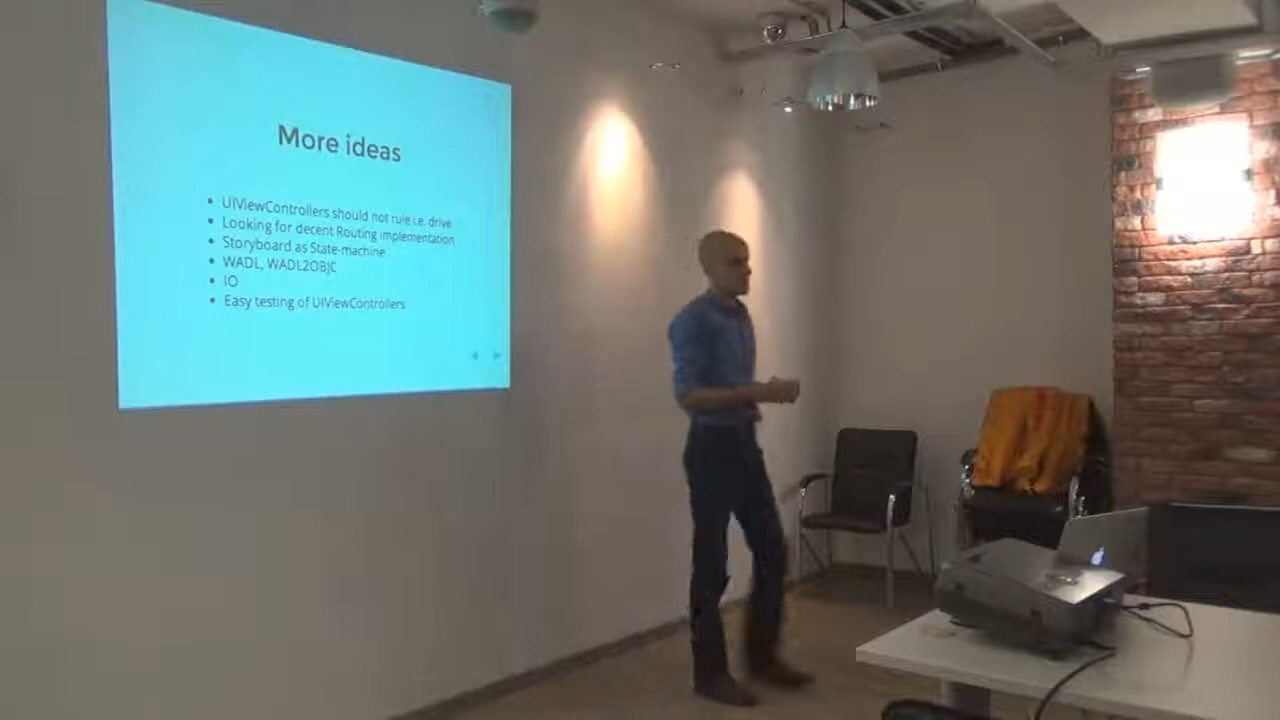 More ideas
• UIViewControllers should not rule i.e. drive
• Looking for decent Routing implementation
• Storyboard as State-machine
• WADL, WADL2OBJC
• IO
• Easy testing of UIViewControllers